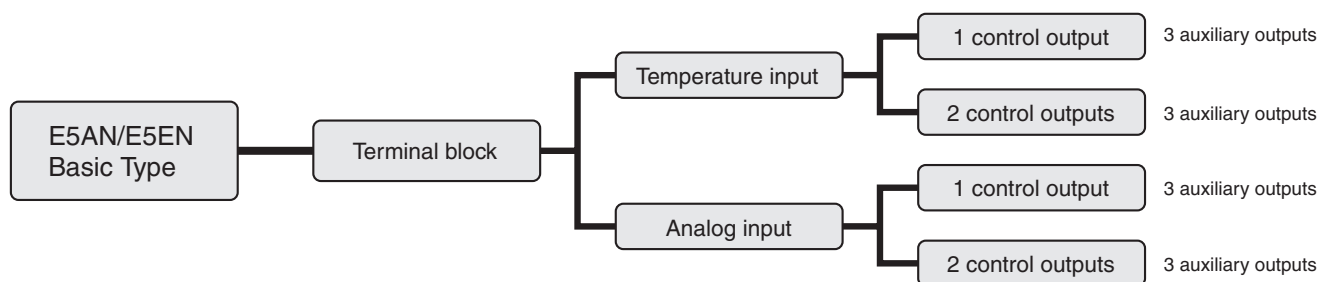 E5AN/E5EN
Basic Type
Terminal block
Temperature input
1 control output
3 auxiliary outputs
2 control outputs
3 auxiliary outputs
Analog input
1 control output
3 auxiliary outputs
2 control outputs
3 auxiliary outputs